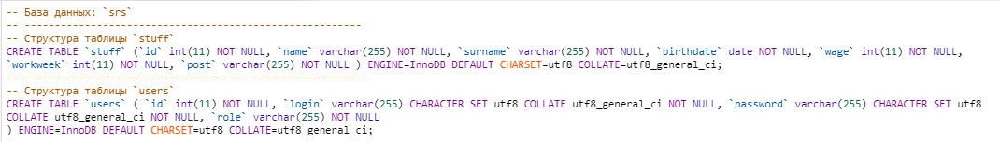 -- База данных: `srs`
-- --------------------------------------------------------
-- Структура таблицы `stuff`
CREATE TABLE `stuff` (`id` int(11) NOT NULL, `name` varchar(255) NOT NULL, `surname` varchar(255) NOT NULL, `birthdate` date NOT NULL, `wage` int(11) NOT NULL,
`workweek` int(11) NOT NULL, `post` varchar(255) NOT NULL ) ENGINE=InnoDB DEFAULT CHARSET=utf8 COLLATE=utf8_general_ci;
-----------------------------------------------------------
-- Структура таблицы `users`
CREATE TABLE `users` ( `id` int(11) NOT NULL, `login` varchar(255) CHARACTER SET utf8 COLLATE utf8_general_ci NOT NULL, `password` varchar(255) CHARACTER SET utf8
COLLATE utf8_general_ci NOT NULL, `role` varchar(255) NOT NULL
) ENGINE=InnoDB DEFAULT CHARSET=utf8 COLLATE=utf8_general_ci;